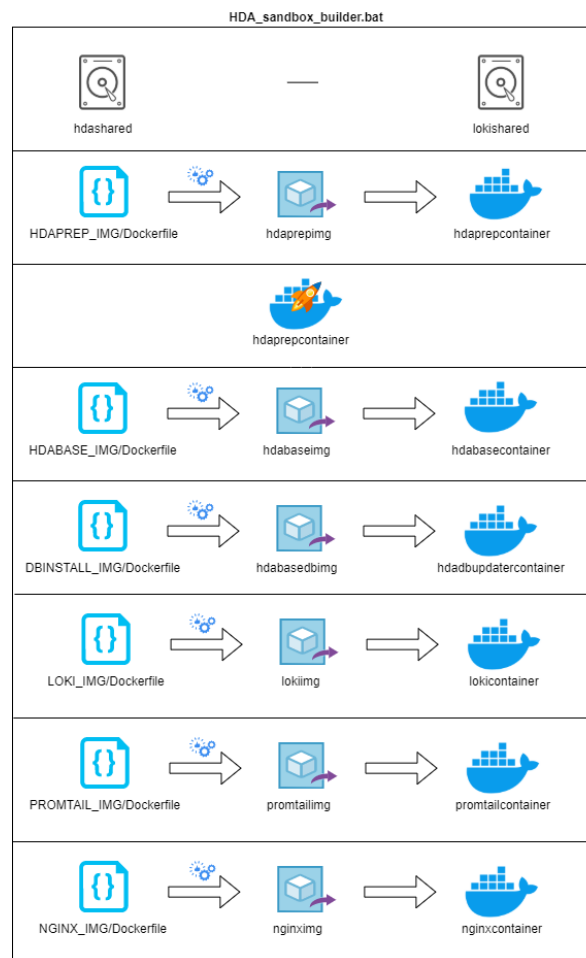 HDA_sandbox_builder.bat
hdashared
lokishared
HDAPREP_IMG/Dockerfile
hdaprepimg
hdaprepcontainer
hdaprepcontainer
HDABASE_IMG/Dockerfile
hdabaseimg
hdabasecontainer
DBINSTALL_IMG/Dockerfile
hdabasedbimg
hdadbupdatercontainer
LOKI_IMG/Dockerfile
lokiimg
lokicontainer
PROMTAIL_IMG/Dockerfile
promtailimg
promtailcontainer
NGINX_IMG/Dockerfile
nginximg
nginxcontainer